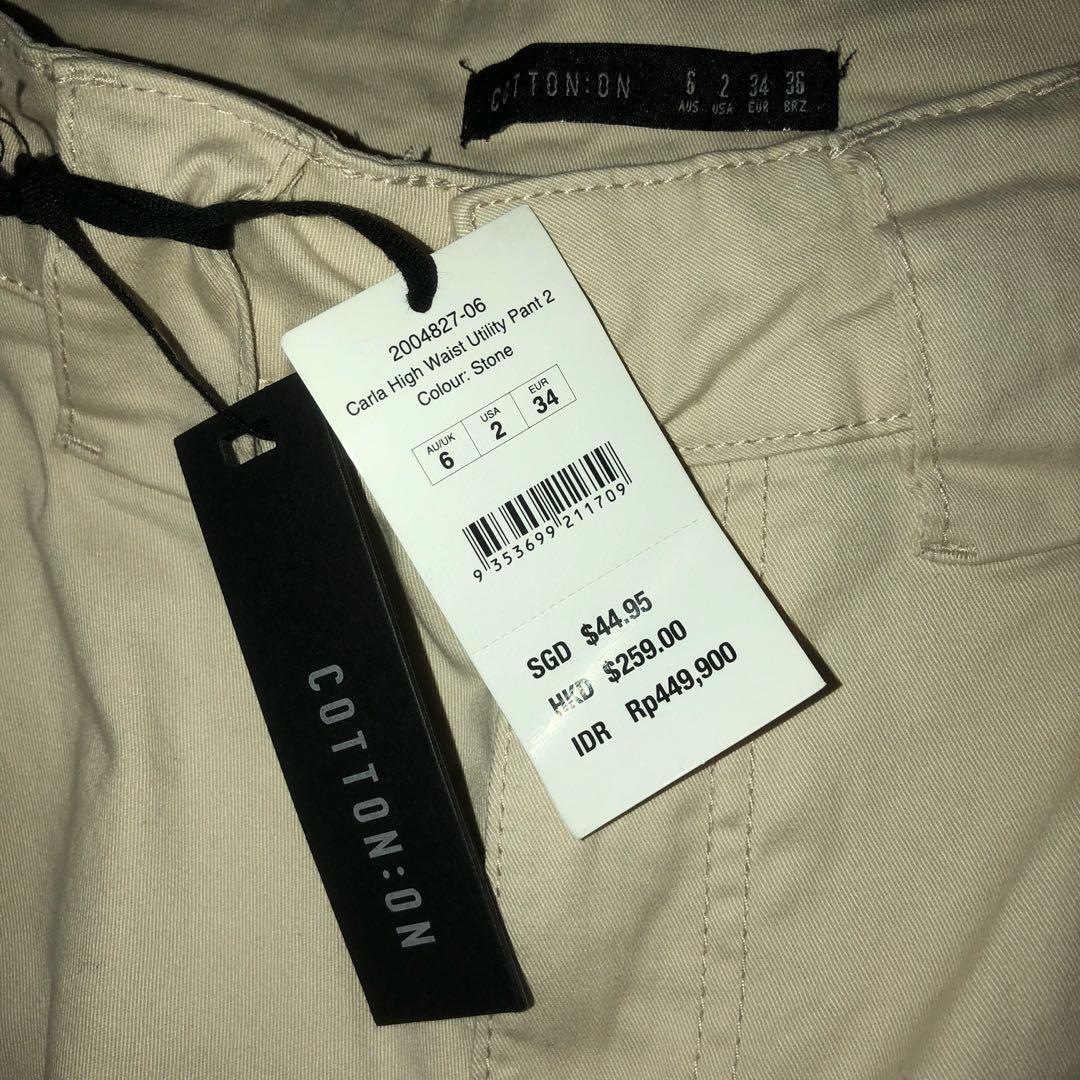 COTTON:ON 6 2 34 36
AUS USA EUR BRZ
2004827-06
Carla High Waist Utility Pant 2
Colour: Stone
AU/UK USA EUR
6 2 34
9 353699 211709
SGD $44.95
HKD $259.00
IDR Rp449,900
COTTON:ON